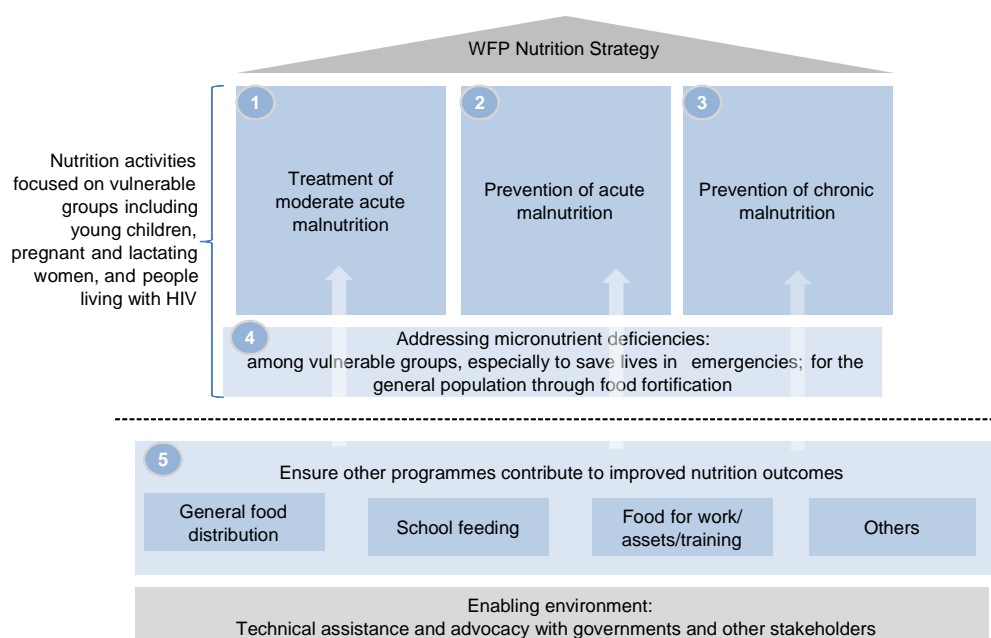 WFP Nutrition Strategy
Nutrition activities
focused on vulnerable
groups including
young children,
pregnant and lactating
women, and people
living with HIV
1
Treatment of
moderate acute
malnutrition
2
Prevention of acute
malnutrition
3
Prevention of chronic
malnutrition
4
Addressing micronutrient deficiencies:
among vulnerable groups, especially to save lives in emergencies; for the
general population through food fortification
5
Ensure other programmes contribute to improved nutrition outcomes
General food
distribution
School feeding
Food for work/
assets/training
Others
Enabling environment:
Technical assistance and advocacy with governments and other stakeholders